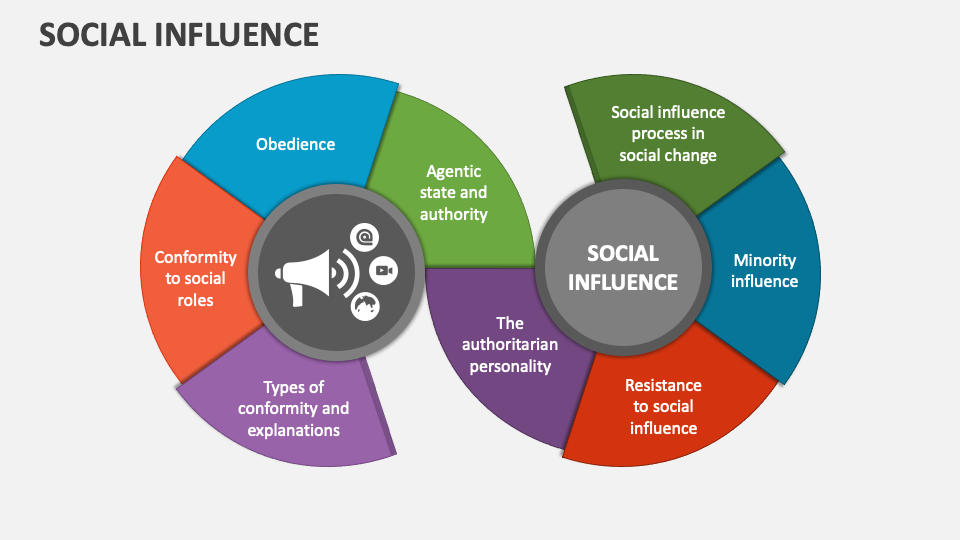 SOCIAL INFLUENCE
Types of
conformity and
explanations
Conformity
to social
roles
Obedience
Agentic
state and
authority
The
authoritarian
personality
Resistance
to social
influence
Minority
influence
Social influence
process in
social change
SOCIAL
INFLUENCE